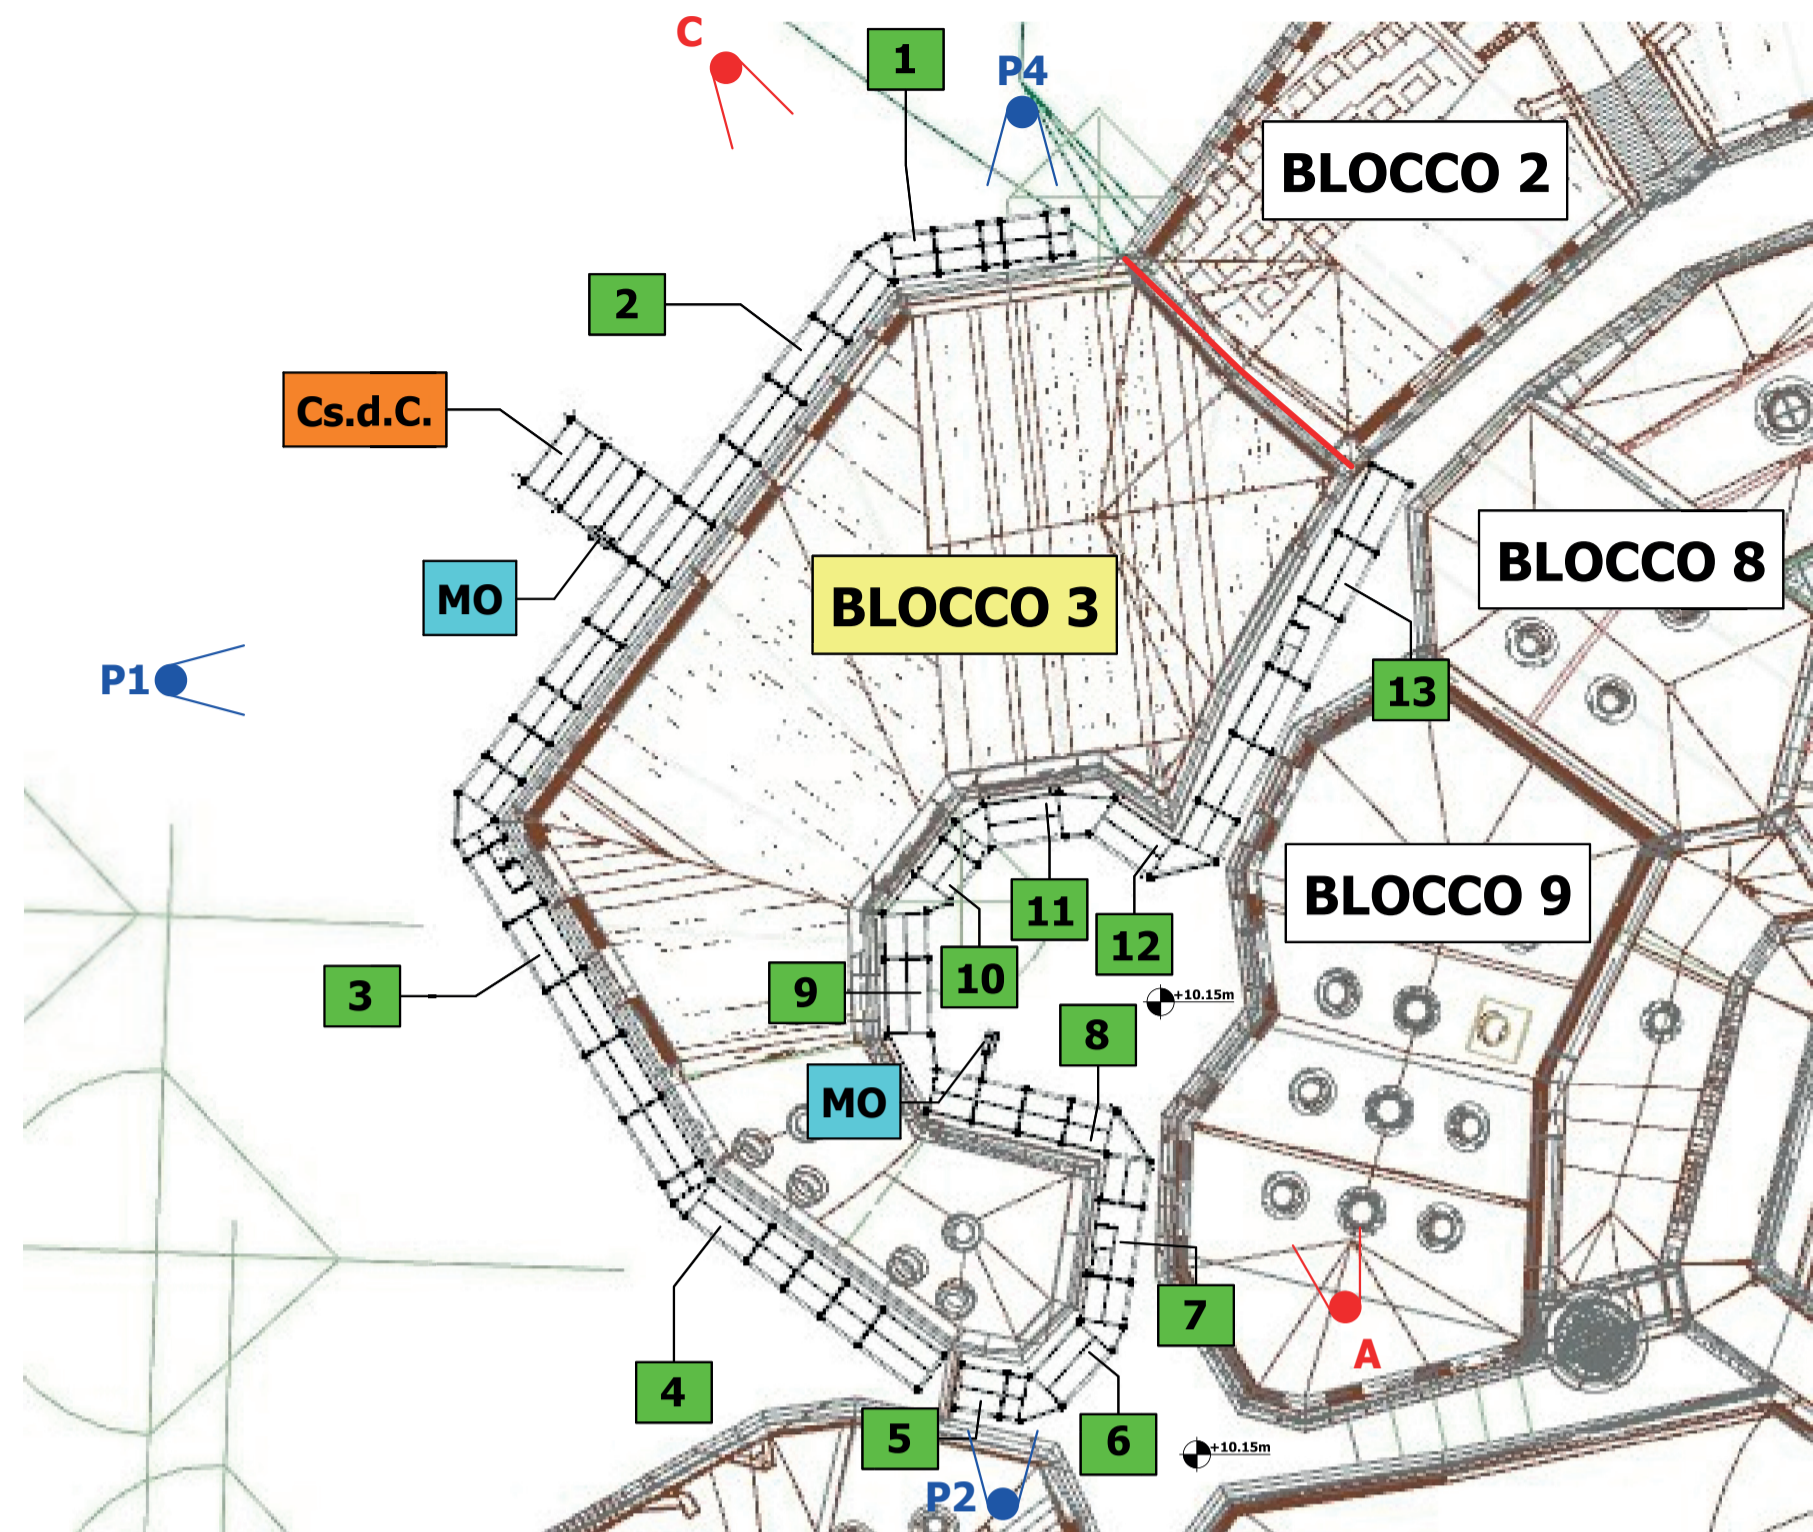 C
1
P4
BLOCCO 2
2
Cs.d.C.
BLOCCO 8
MO
BLOCCO 3
P1
13
BLOCCO 9
11
12
3
9
10
+10.15m
8
MO
7
A
4
5
6
+10.15m
P2